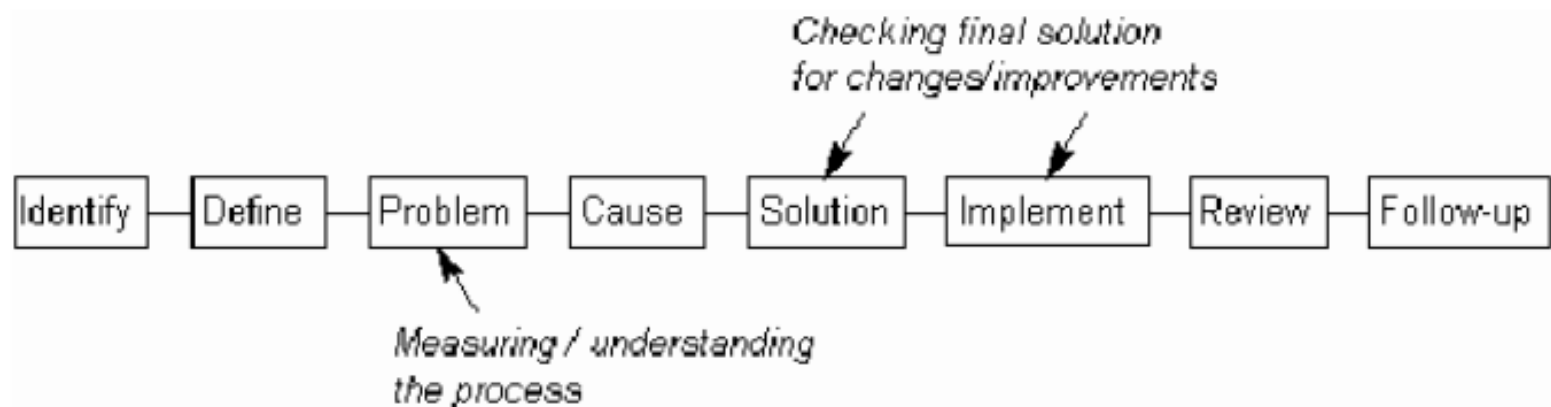 Checking final solution
for changes/improvements
Identify
Define
Problem
Cause
Solution
Implement
Review
Follow-up
Measuring / understanding
the process